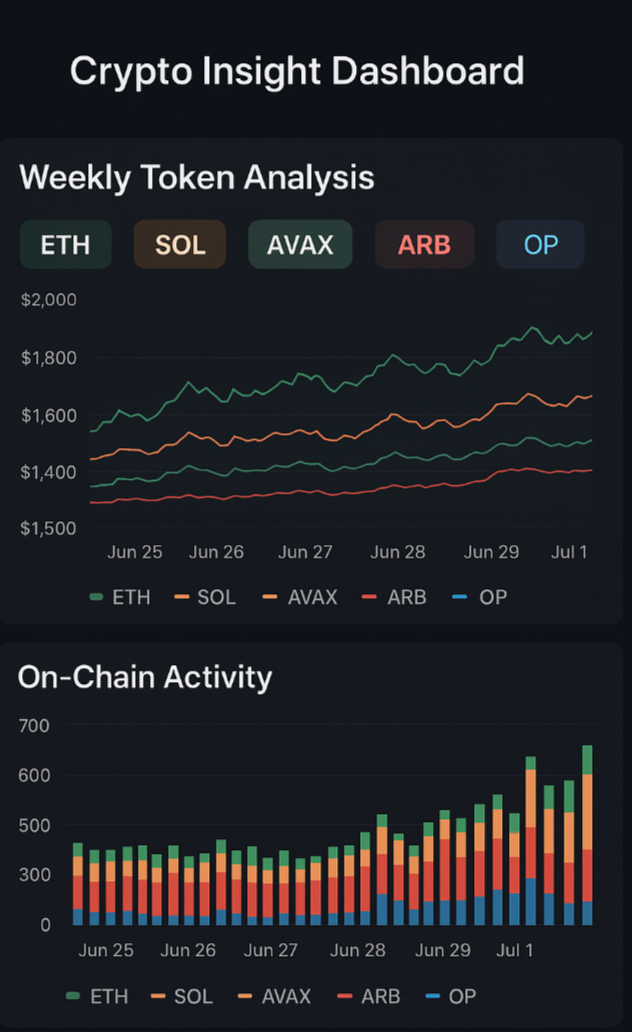 Crypto Insight Dashboard
Weekly Token Analysis
ETH SOL AVAX ARB OP
$2,000
$1,800
$1,600
$1,400
$1,500
Jun 25 Jun 26 Jun 27 Jun 28 Jun 29 Jul 1
ETH SOL AVAX ARB OP
On-Chain Activity
700
600
500
300
0
Jun 25 Jun 26 Jun 27 Jun 28 Jun 29 Jul 1
ETH SOL AVAX ARB OP